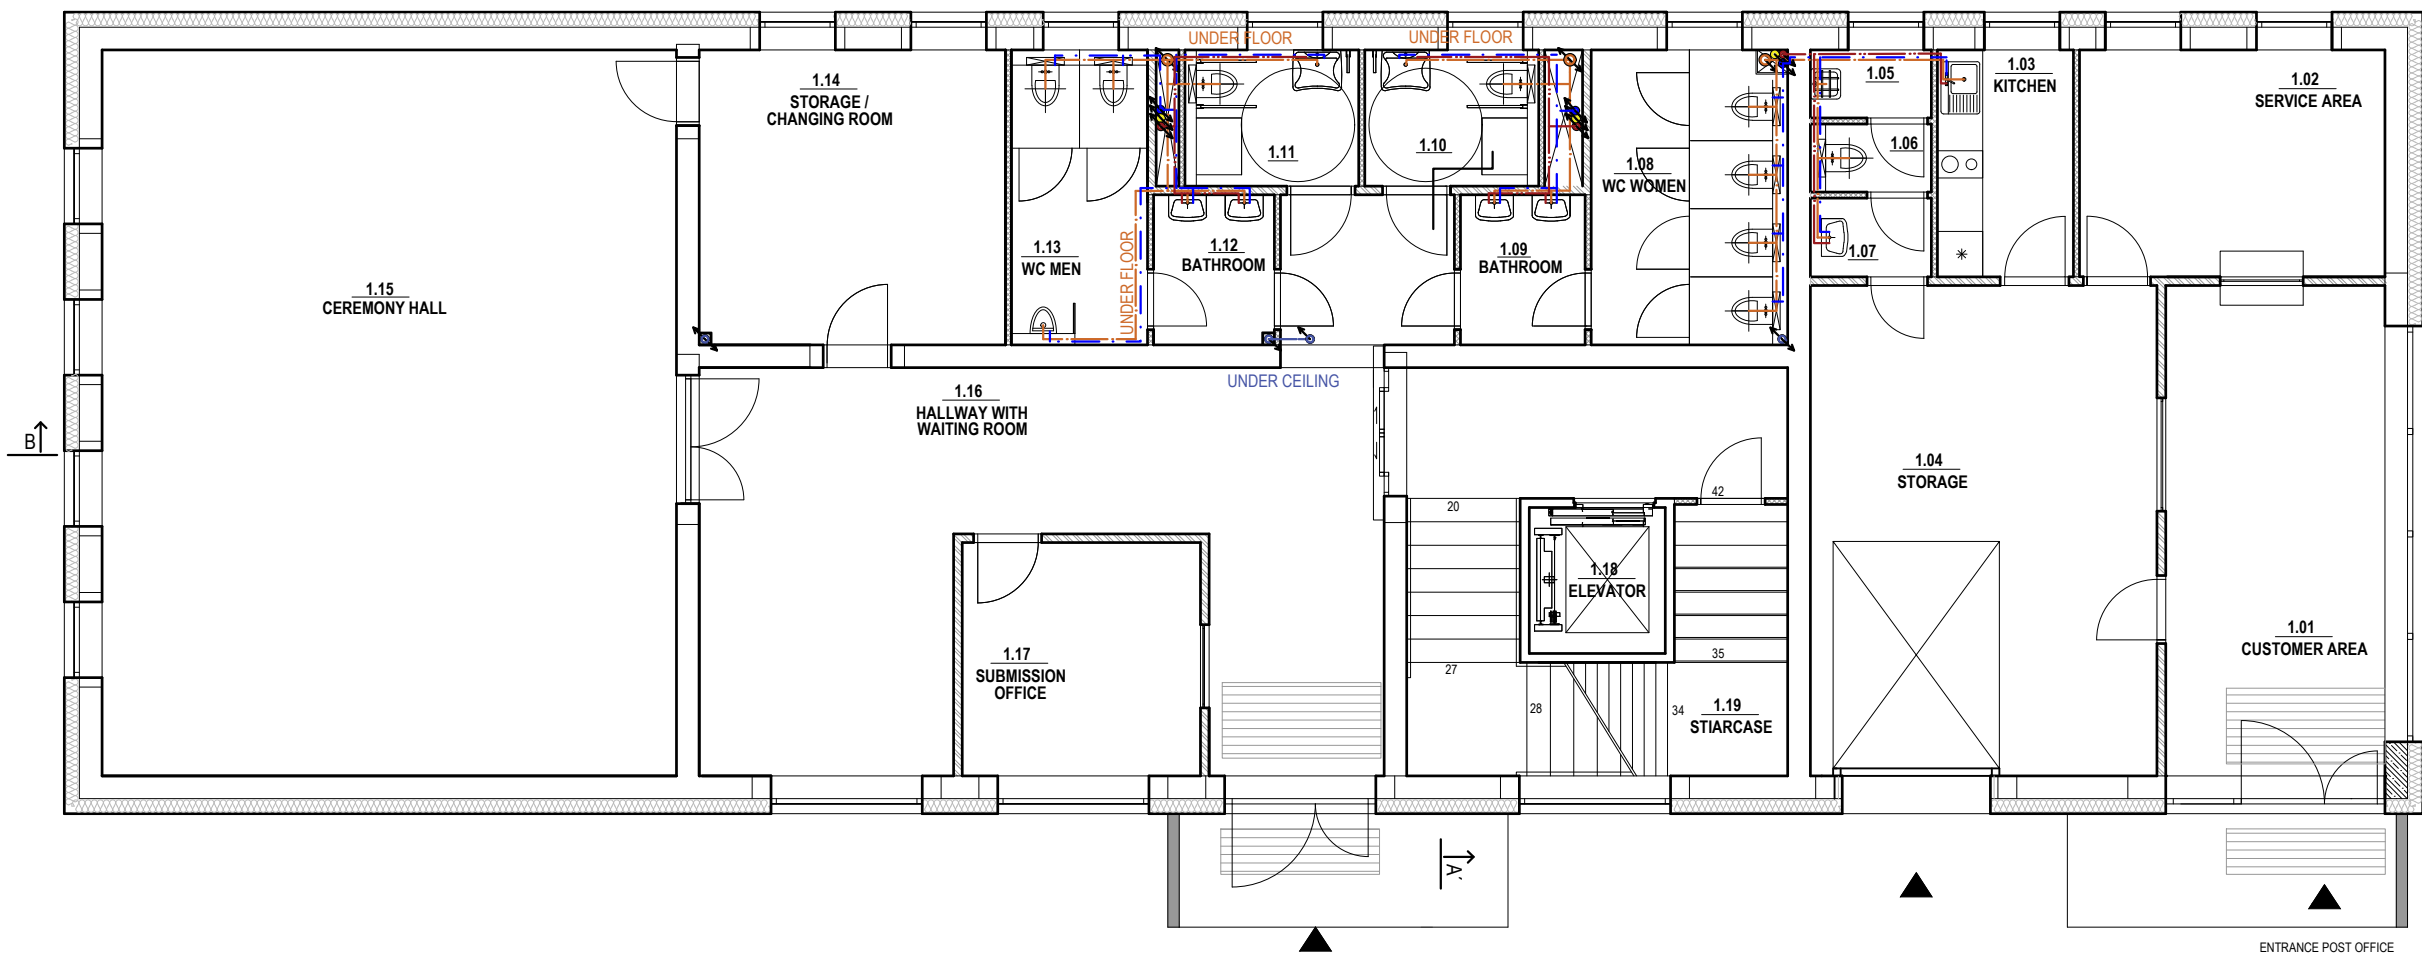 UNDER FLOOR
UNDER FLOOR
1.14
STORAGE /
CHANGING ROOM
1.05
1.03
KITCHEN
1.02
SERVICE AREA
1.11
1.10
1.08
WC WOMEN
1.06
1.13
WC MEN
UNDER FLOOR
1.12
BATHROOM
1.09
BATHROOM
1.07
1.15
CEREMONY HALL
UNDER CEILING
1.16
HALLWAY WITH
WAITING ROOM
B
1.04
STORAGE
20
42
1.18
ELEVATOR
1.17
SUBMISSION
OFFICE
27
35
28
34
1.19
STIARCASE
1.01
CUSTOMER AREA
A'
ENTRANCE POST OFFICE